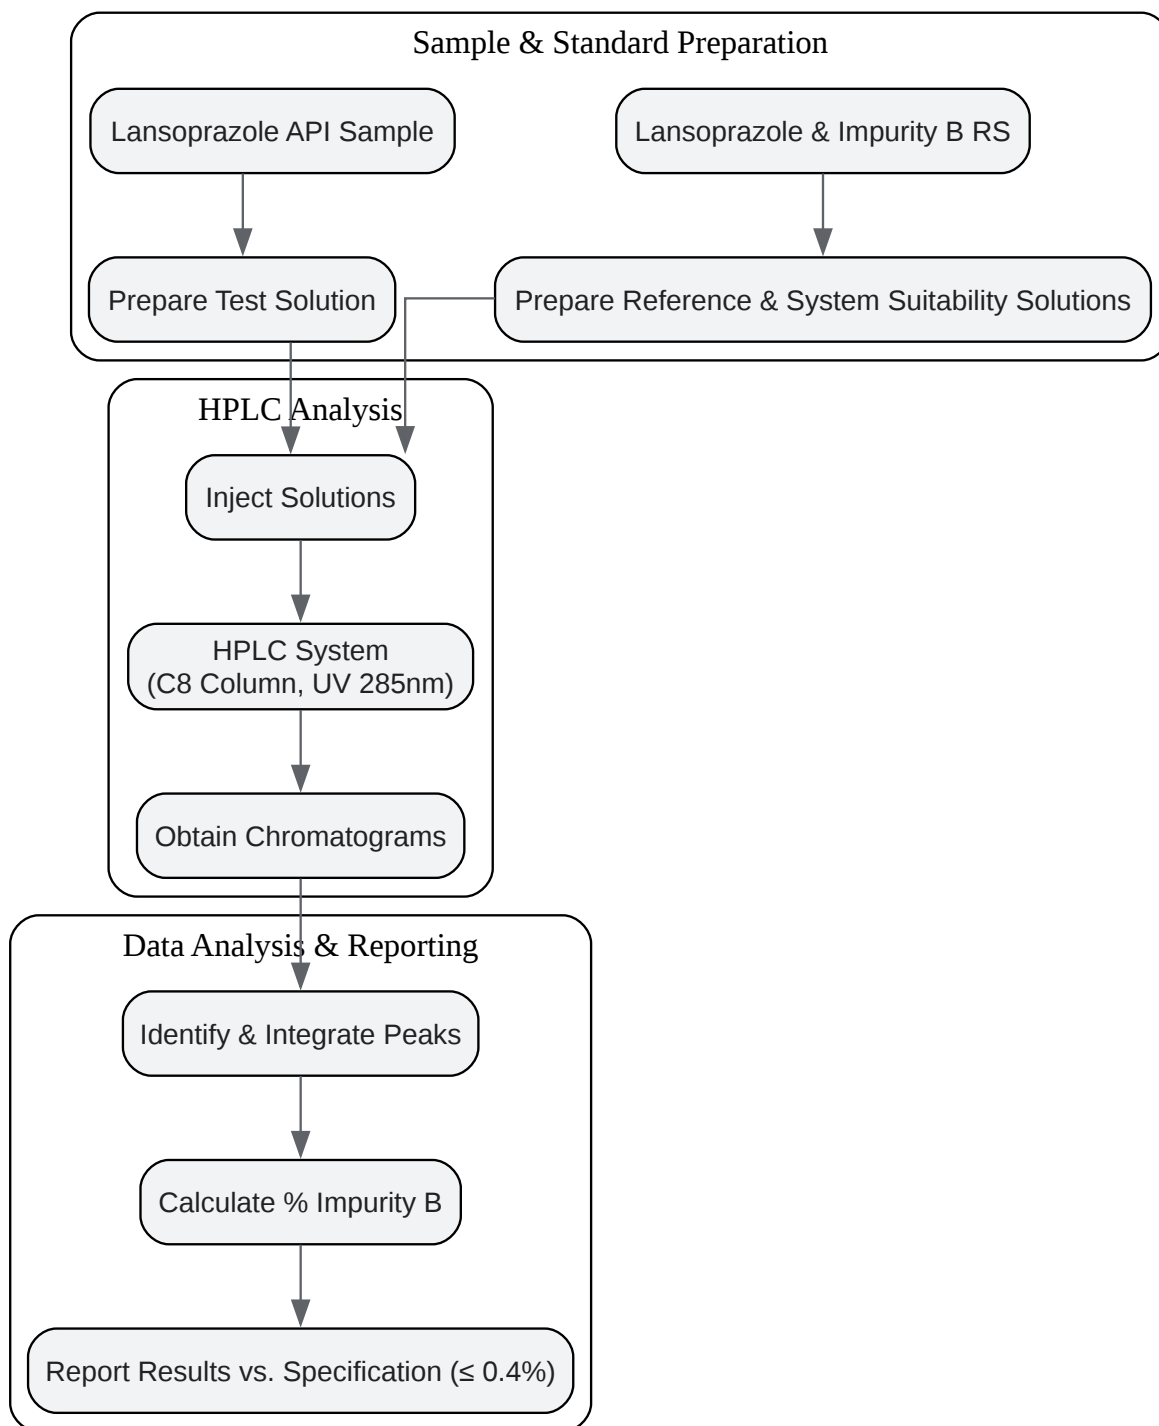 Sample & Standard Preparation
Lansoprazole API Sample
Lansoprazole & Impurity B RS
Prepare Test Solution
Prepare Reference & System Suitability Solutions
HPLC Analysis
Inject Solutions
HPLC System
(C8 Column, UV 285nm)
Obtain Chromatograms
Data Analysis & Reporting
Identify & Integrate Peaks
Calculate % Impurity B
Report Results vs. Specification (≤ 0.4%)